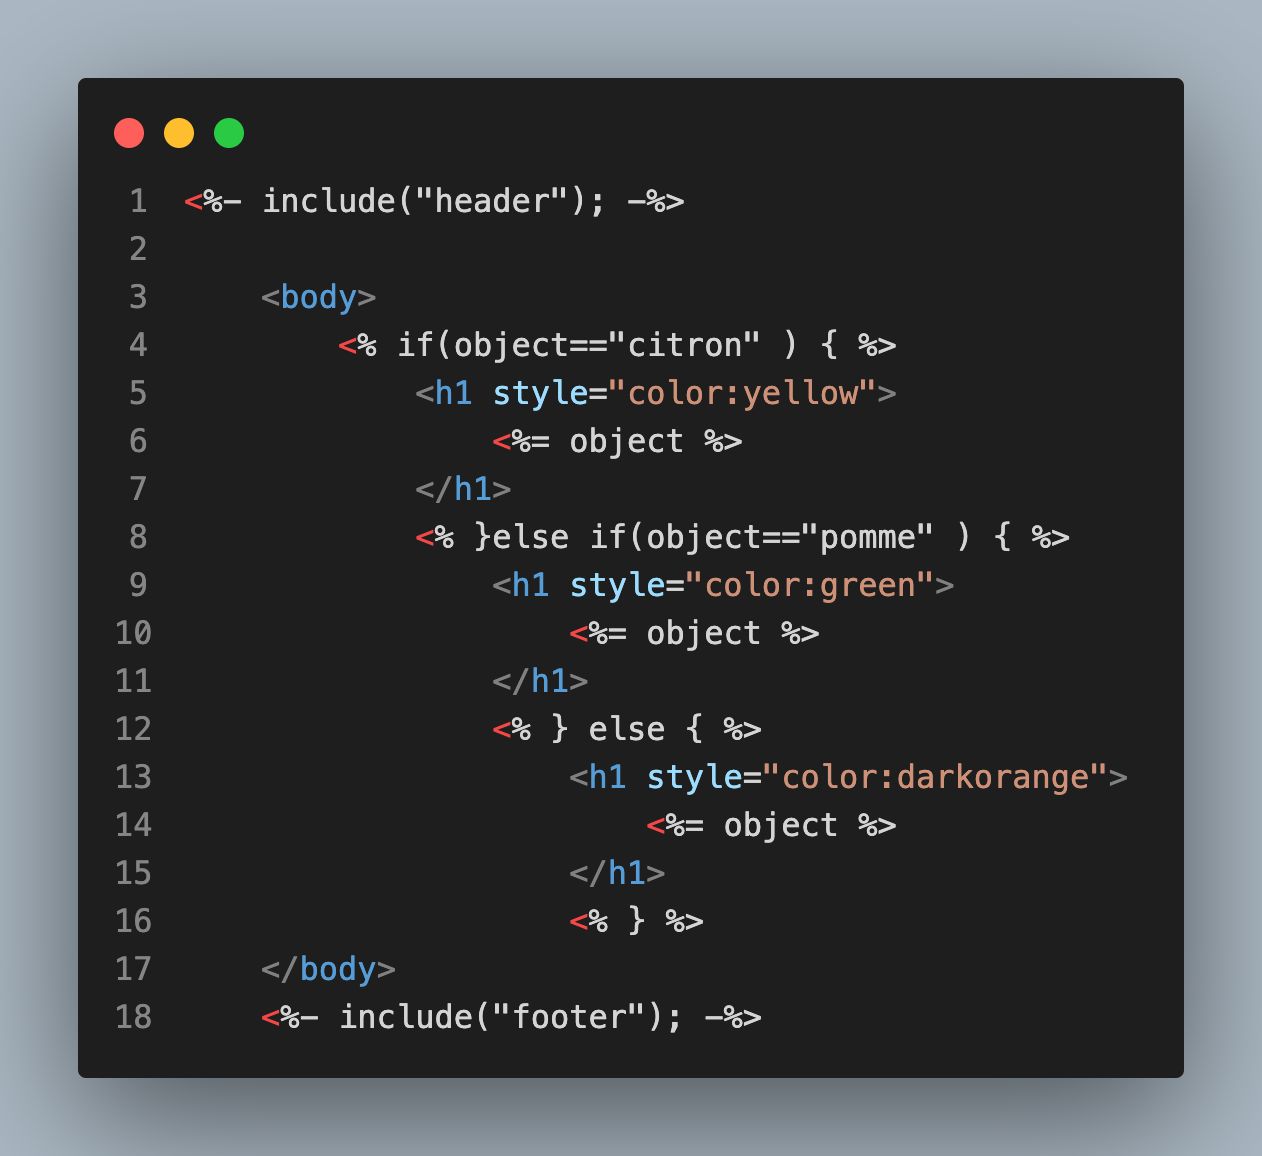 1 <%- include("header"); -%>
2
3 <body>
4 <% if(object=="citron" ) { %>
5 <h1 style="color:yellow">
6 <%= object %>
7 </h1>
8 <% }else if(object=="pomme" ) { %>
9 <h1 style="color:green">
10 <%= object %>
11 </h1>
12 <% } else { %>
13 <h1 style="color:darkorange">
14 <%= object %>
15 </h1>
16 <% } %>
17 </body>
18 <%- include("footer"); -%>